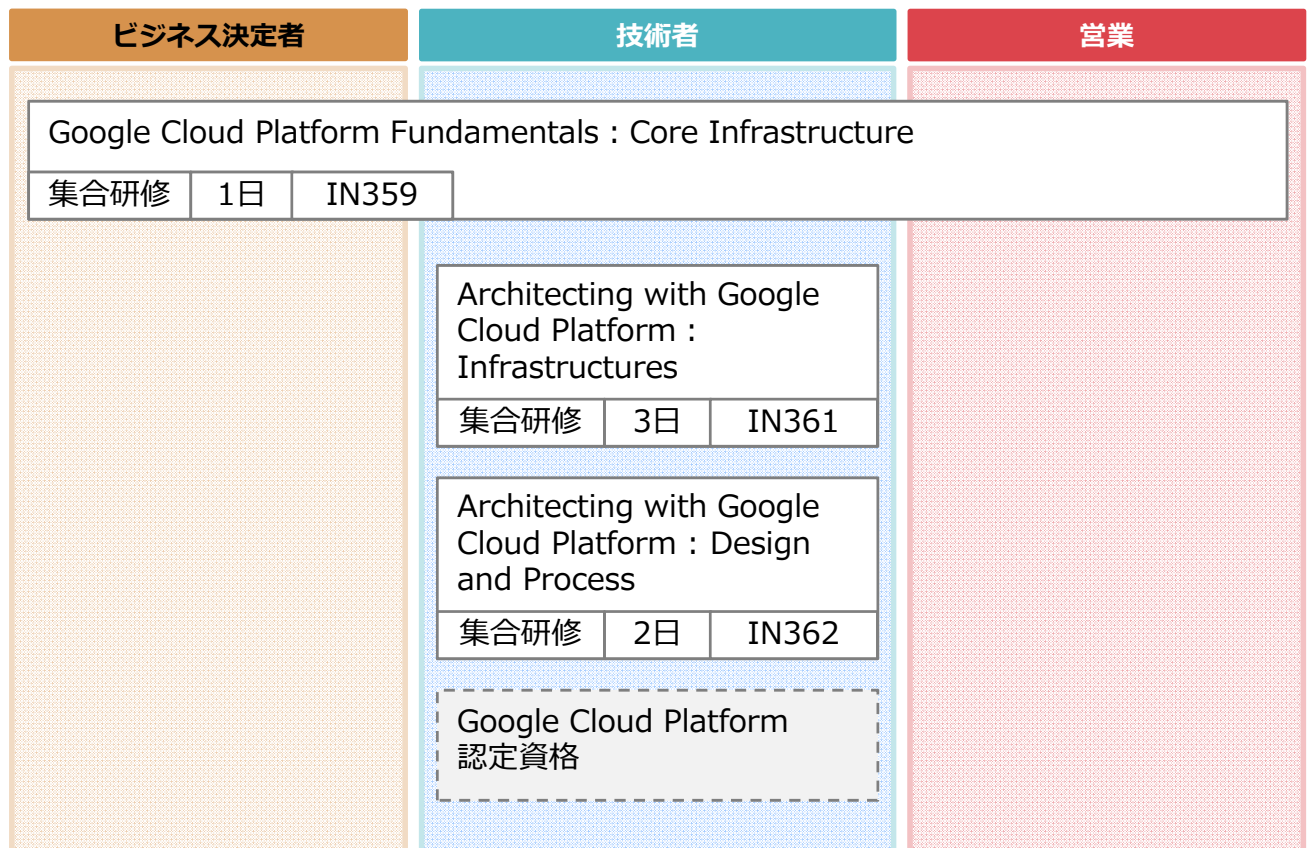 ビジネス決定者
技術者
営業
Google Cloud Platform Fundamentals : Core Infrastructure
集合研修 1日 IN359
Architecting with Google
Cloud Platform :
Infrastructures
集合研修 3日 IN361
Architecting with Google
Cloud Platform : Design
and Process
集合研修 2日 IN362
Google Cloud Platform
認定資格